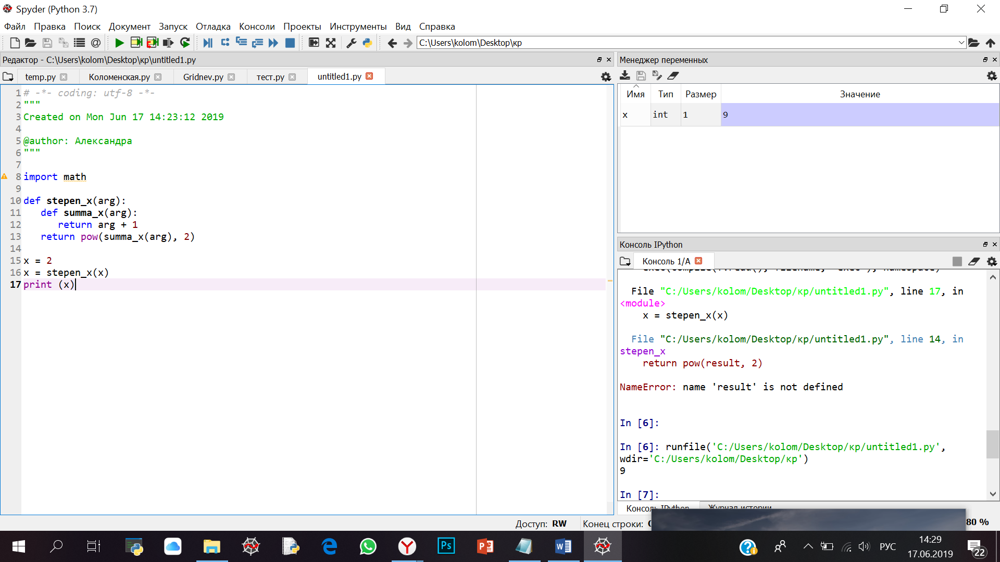 Spyder (Python 3.7)
Файл Правка Поиск Документ Запуск Отладка Консоли Проекты Инструменты Вид Справка
C:\Users\kolom\Desktop\кр
Редактор - C:\Users\kolom\Desktop\кр\untitled1.py
temp.py Коломенская.py Gridnev.py тест.py untitled1.py
1 # -*- coding: utf-8 -*-
2 """
3 Created on Mon Jun 17 14:23:12 2019
4
5 @author: Александра
6 """
7
8 import math
9
10 def stepen_x(arg):
11 def summa_x(arg):
12 return arg + 1
13 return pow(summa_x(arg), 2)
14
15 x = 2
16 x = stepen_x(x)
17 print (x)
Менеджер переменных
Имя Тип Размер Значение
x int 1 9
Консоль IPython
Консоль 1/A
exec(compile(f.read(), filename, 'exec'), namespace)
File "C:/Users/kolom/Desktop/кр/untitled1.py", line 17, in
<module>
x = stepen_x(x)
File "C:/Users/kolom/Desktop/кр/untitled1.py", line 14, in
stepen_x
return pow(result, 2)
NameError: name 'result' is not defined
In [6]:
In [6]: runfile('C:/Users/kolom/Desktop/кр/untitled1.py',
wdir='C:/Users/kolom/Desktop/кр')
9
In [7]:
Консоль IPython Журнал истории
Доступ: RW Конец строки: 80 %
Ps
РУС
14:29
17.06.2019
22